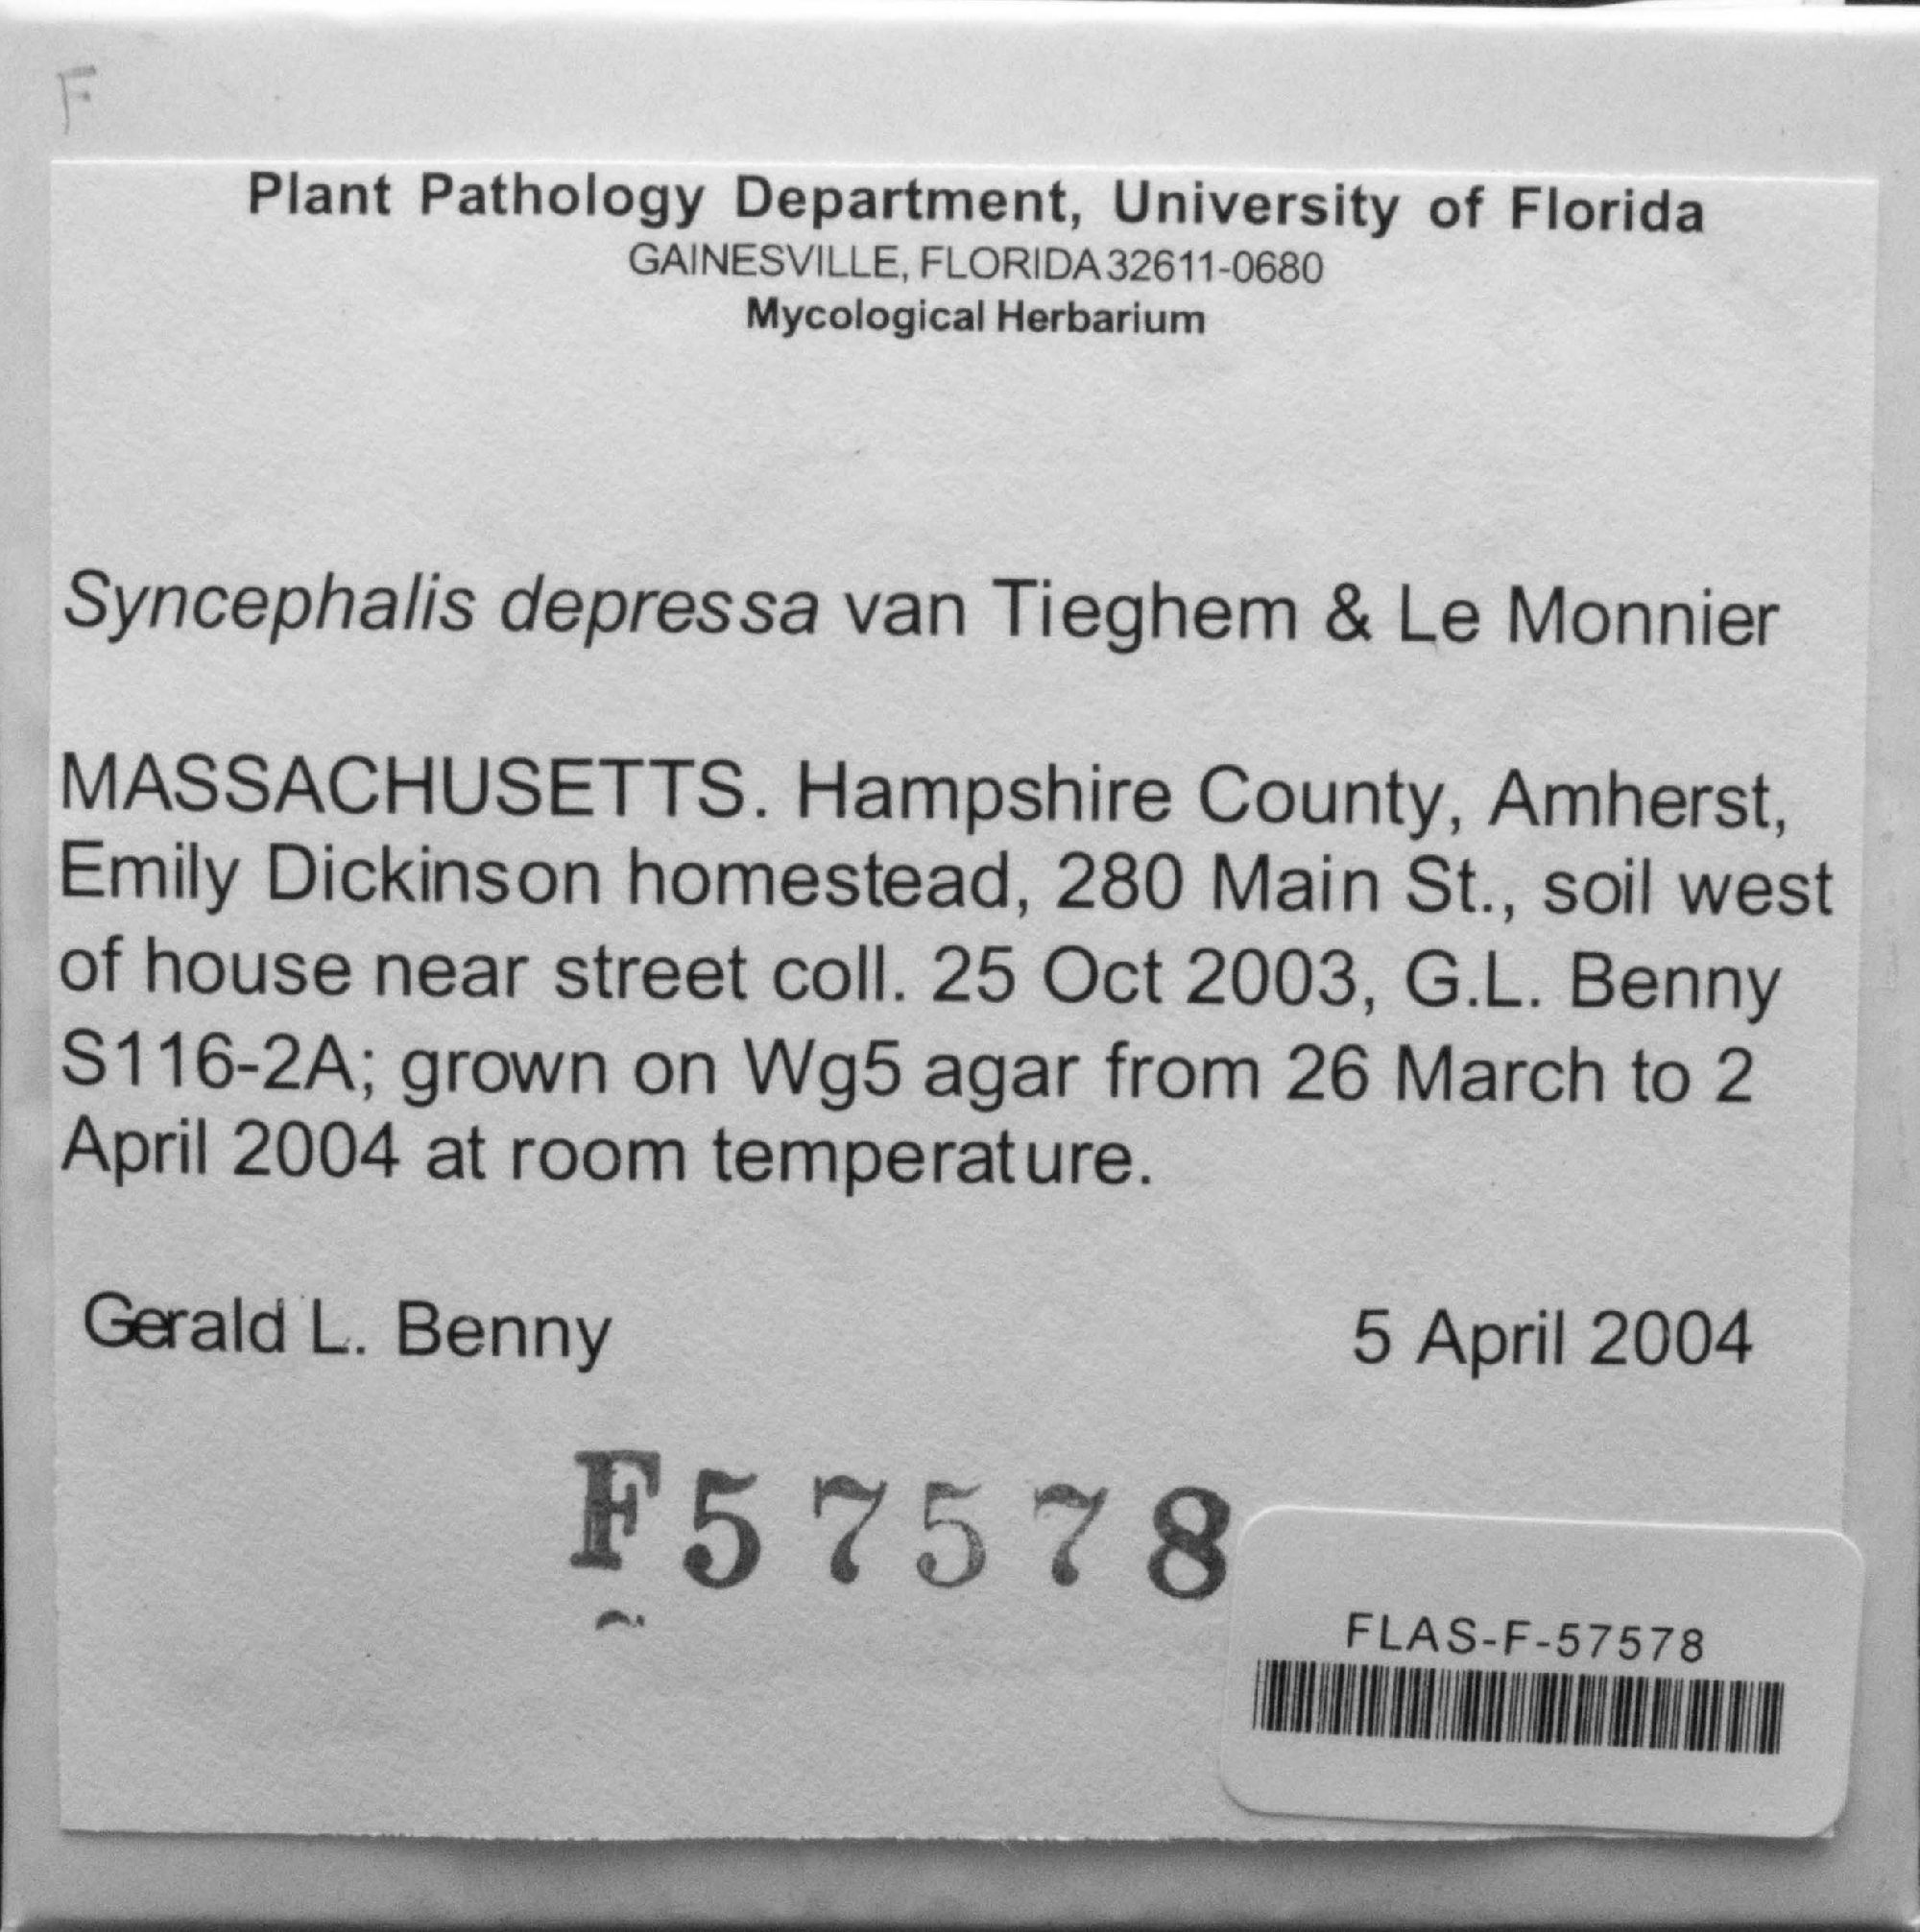 F
Plant Pathology Department, University of Florida
GAINESVILLE, FLORIDA 32611-0680
Mycological Herbarium
Syncephalis depressa van Tieghem & Le Monnier
MASSACHUSETTS. Hampshire County, Amherst,
Emily Dickinson homestead, 280 Main St., soil west
of house near street coll. 25 Oct 2003, G.L. Benny
S116-2A; grown on Wg5 agar from 26 March to 2
April 2004 at room temperature.
Gerald L. Benny 5 April 2004
F57578
FLAS-F-57578